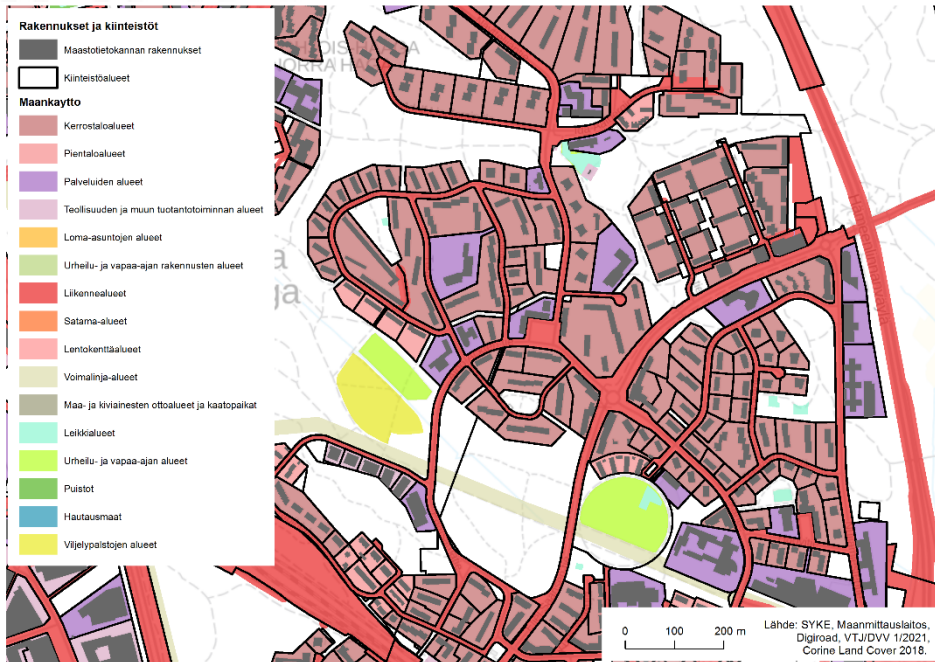 Rakennukset ja kiinteistöt
Maastotietokannan rakennukset
Kiinteistöalueet
Maankaytto
Kerrostaloalueet
Pientaloalueet
Palveluiden alueet
Teollisuuden ja muun tuotantotoiminnan alueet
Loma-asuntojen alueet
Urheilu- ja vapaa-ajan rakennusten alueet
Liikennealueet
Satama-alueet
Lentokenttäalueet
Voimalinja-alueet
Maa- ja kiviainesten ottoalueet ja kaatopaikat
Leikkialueet
Urheilu- ja vapaa-ajan alueet
Puistot
Hautausmaat
Viljelypalstojen alueet
0 100 200 m
Lähde: SYKE, Maanmittauslaitos,
Digiroad, VTJ/DVV 1/2021,
Corine Land Cover 2018.